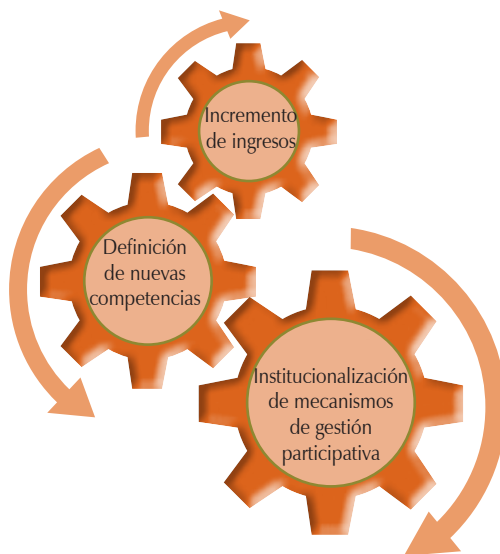 Incremento
de ingresos
Definición
de nuevas
competencias
Institucionalización
de mecanismos
de gestión
participativa